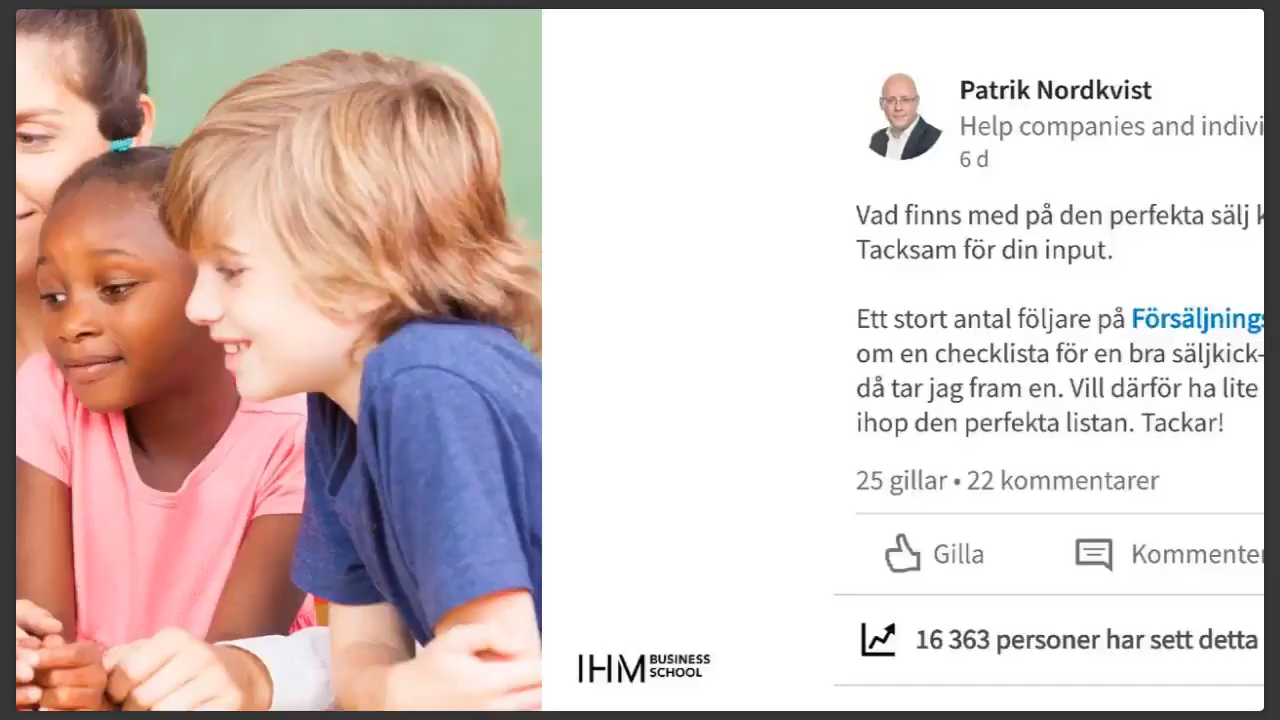 Patrik Nordkvist
Help companies and indivi
6 d
Vad finns med på den perfekta sälj k
Tacksam för din input.
Ett stort antal följare på Försäljnings
om en checklista för en bra säljkick-
då tar jag fram en. Vill därför ha lite
ihop den perfekta listan. Tackar!
25 gillar • 22 kommentarer
Gilla
Kommenter
16 363 personer har sett detta
IHM BUSINESS
SCHOOL